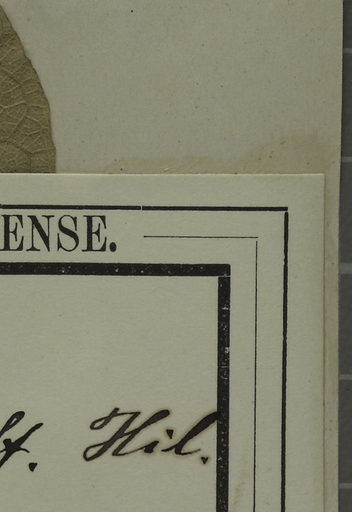 ENSE.
f. Hil.